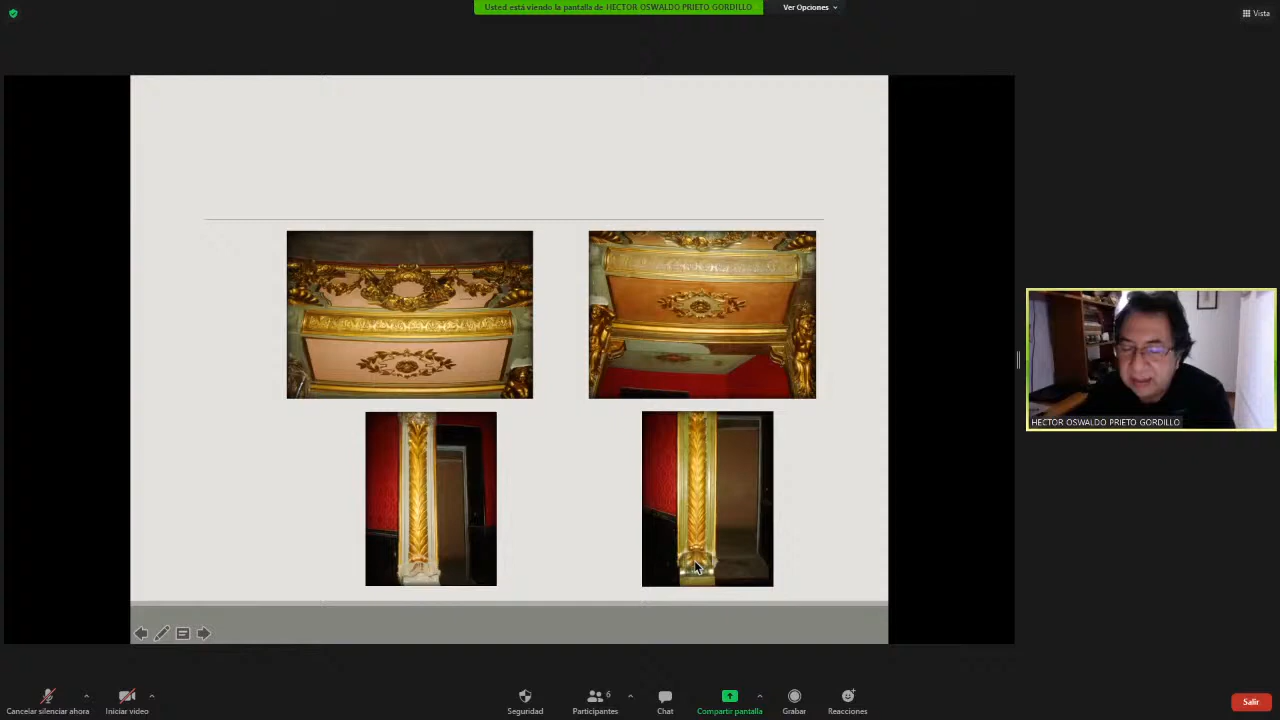 Usted está viendo la pantalla de HECTOR OSWALDO PRIETO GORDILLO
Ver Opciones
Vista
HECTOR OSWALDO PRIETO GORDILLO
Cancelar silenciar ahora
Iniciar video
Seguridad
Participantes
6
Chat
Compartir pantalla
Grabar
Reacciones
Salir